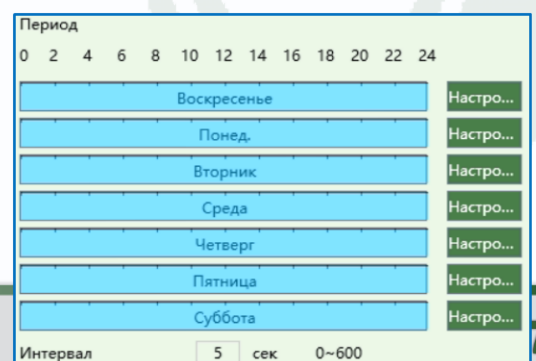 Период
0 2 4 6 8 10 12 14 16 18 20 22 24
Воскресенье Настро...
Понед. Настро...
Вторник Настро...
Среда Настро...
Четверг Настро...
Пятница Настро...
Суббота Настро...
Интервал 5 сек 0~600